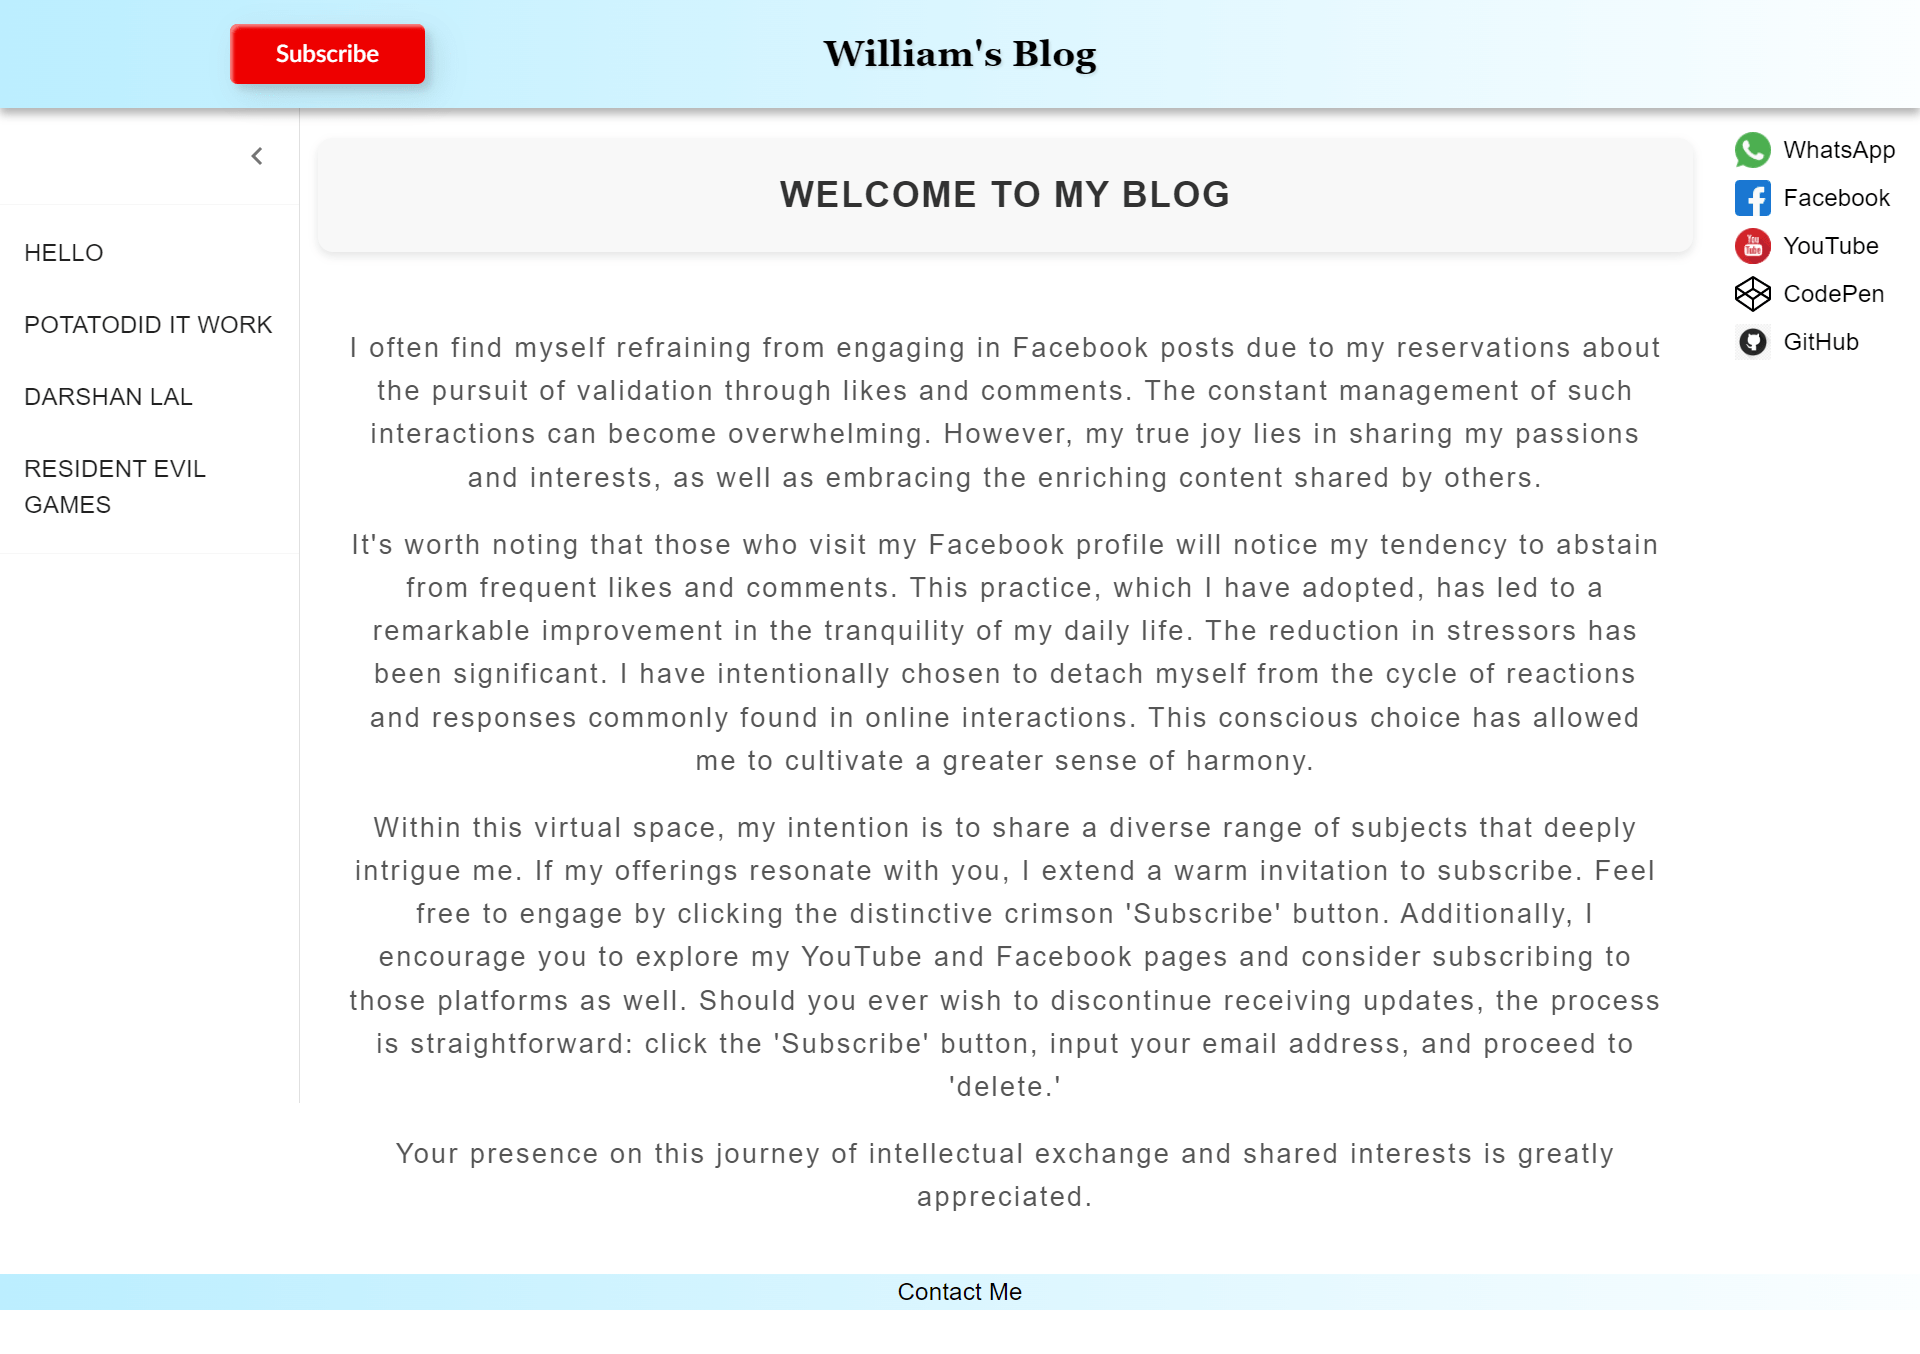 Subscribe
William's Blog
HELLO
POTATODID IT WORK
DARSHAN LAL
RESIDENT EVIL
GAMES
WELCOME TO MY BLOG
I often find myself refraining from engaging in Facebook posts due to my reservations about
the pursuit of validation through likes and comments. The constant management of such
interactions can become overwhelming. However, my true joy lies in sharing my passions
and interests, as well as embracing the enriching content shared by others.
It's worth noting that those who visit my Facebook profile will notice my tendency to abstain
from frequent likes and comments. This practice, which I have adopted, has led to a
remarkable improvement in the tranquility of my daily life. The reduction in stressors has
been significant. I have intentionally chosen to detach myself from the cycle of reactions
and responses commonly found in online interactions. This conscious choice has allowed
me to cultivate a greater sense of harmony.
Within this virtual space, my intention is to share a diverse range of subjects that deeply
intrigue me. If my offerings resonate with you, I extend a warm invitation to subscribe. Feel
free to engage by clicking the distinctive crimson 'Subscribe' button. Additionally, I
encourage you to explore my YouTube and Facebook pages and consider subscribing to
those platforms as well. Should you ever wish to discontinue receiving updates, the process
is straightforward: click the 'Subscribe' button, input your email address, and proceed to
'delete.'
Your presence on this journey of intellectual exchange and shared interests is greatly
appreciated.
WhatsApp
Facebook
You
Tube
YouTube
CodePen
GitHub
Contact Me